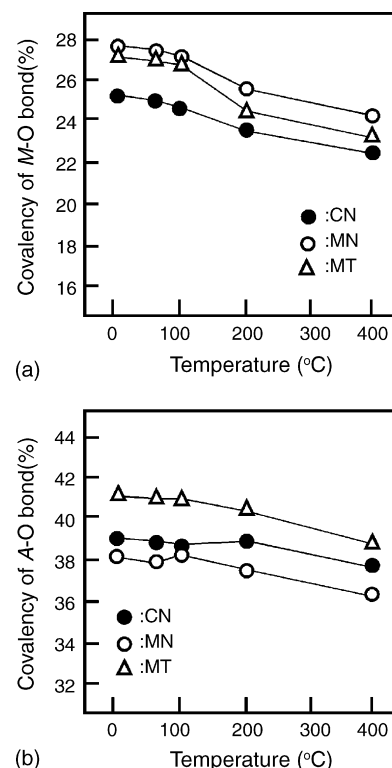 Covalency of M-O bond(%)
28
26
24
22
20
18
16
:CN
:MN
:MT
0 100 200 300 400
Temperature (°C)
(a)
Covalency of A-O bond(%)
44
42
40
38
36
34
32
:CN
:MN
:MT
0 100 200 300 400
Temperature (°C)
(b)